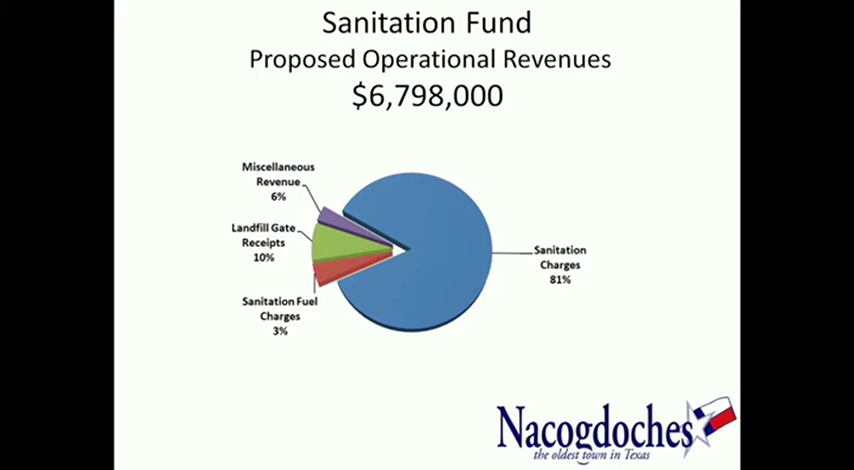 Sanitation Fund
Proposed Operational Revenues
$6,798,000
Miscellaneous
Revenue
6%
Landfill Gate
Receipts
10%
Sanitation Fuel
Charges
3%
Sanitation
Charges
81%
Nacogdoches
the oldest town in Texas